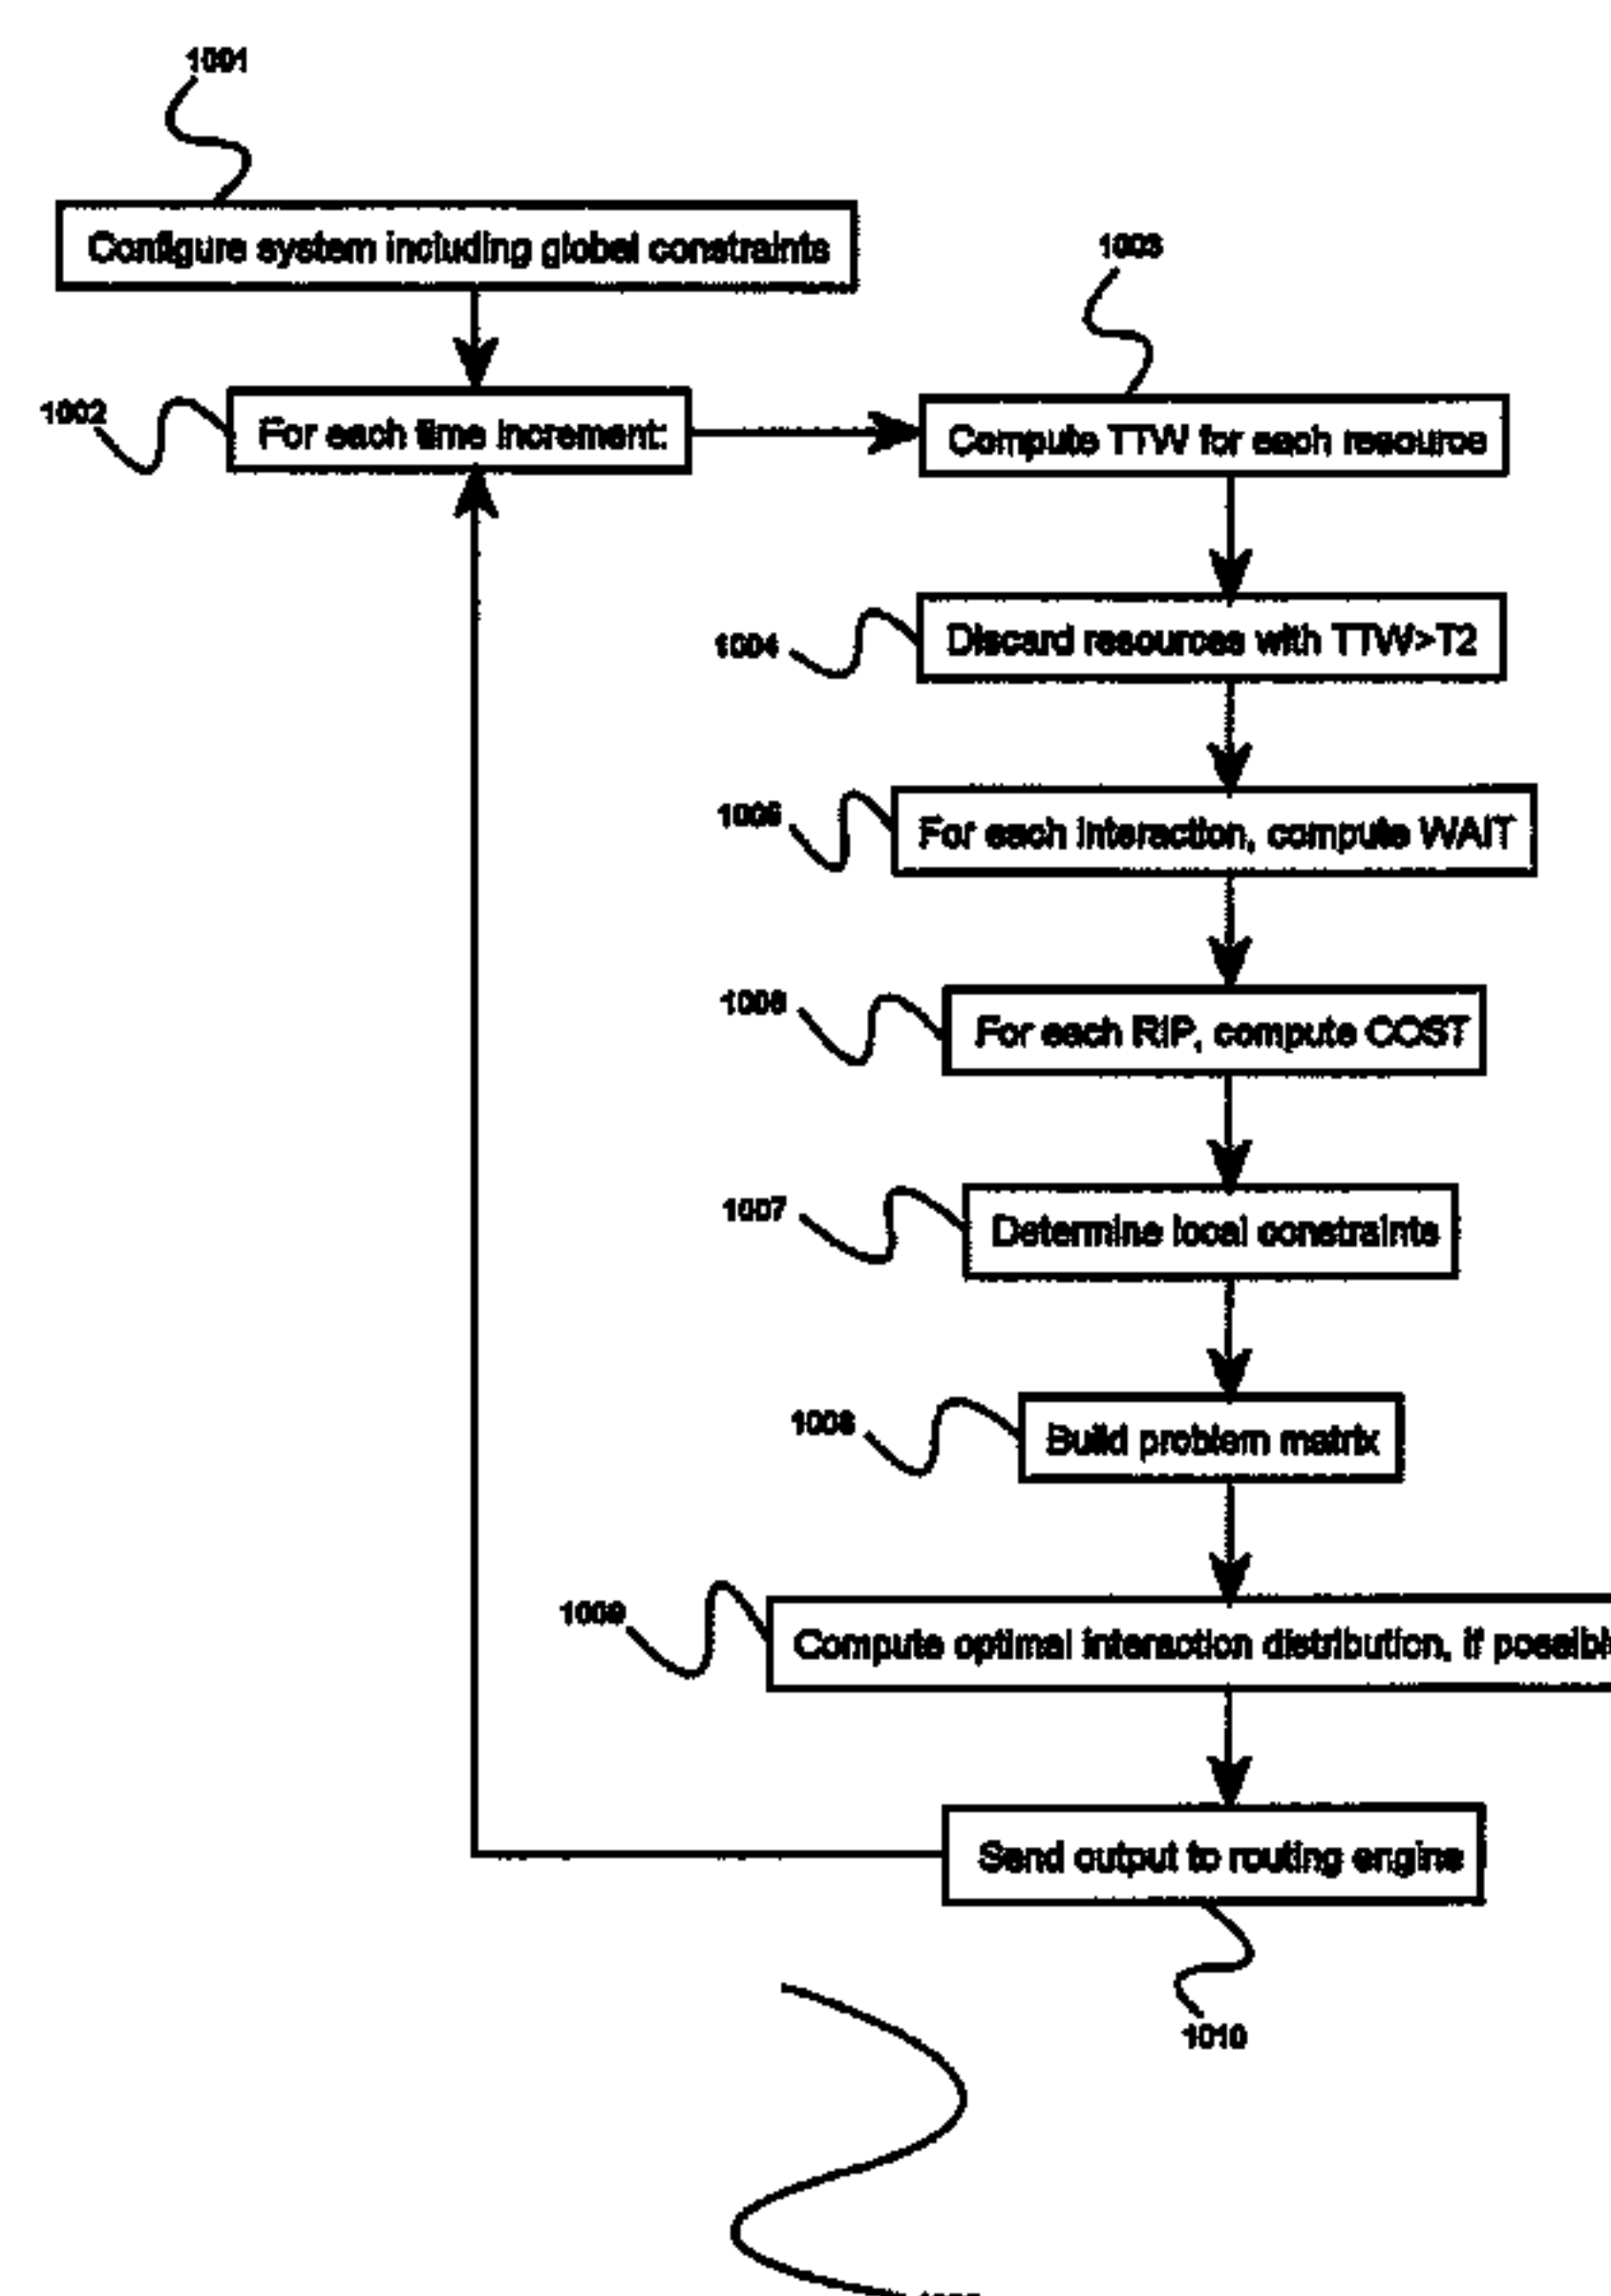 1001
Configure system including global constraints
1003
1002
For each time increment:
Compute TTW for each resource
1004
Discard resources with TTW>T2
1005
For each interaction, compute WAIT
1006
For each RIP, compute COST
1007
Determine local constraints
1008
Build problem matrix
1009
Compute optimal interaction distribution, if possibl
Send output to routing engine
1010